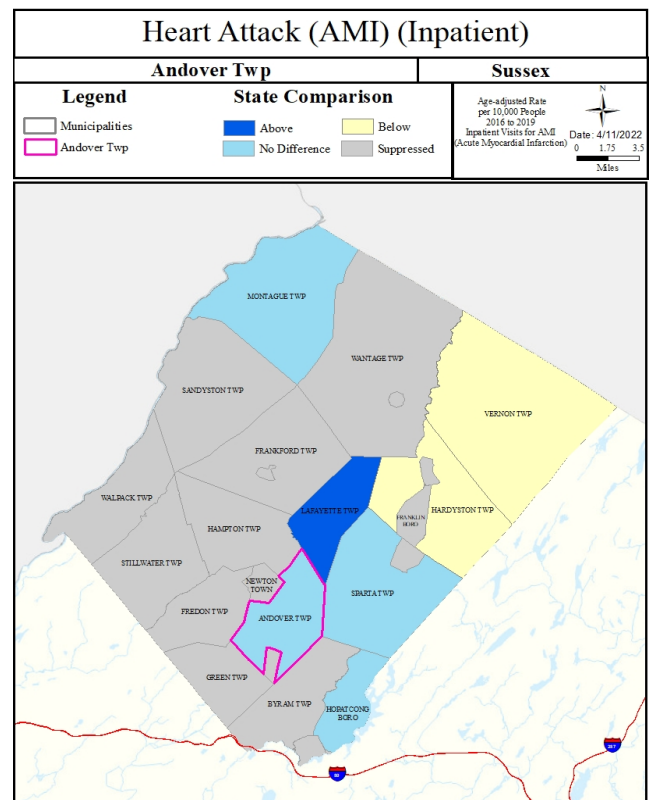 Heart Attack (AMI) (Inpatient)
Andover Twp
Sussex
Legend
Municipalities
Andover Twp
State Comparison
Above
Below
No Difference
Suppressed
Age-adjusted Rate
per 10,000 People
2016 to 2019
Inpatient Visits for AMI
(Acute Myocardial Infarction)
N
Date: 4/11/2022
0 1.75 3.5
Miles
MONTAGUE TWP
WANTAGE TWP
SANDYSTON TWP
VERNON TWP
FRANKFORD TWP
WALPACK TWP
LAFAYETTE TWP
HARDYSTON TWP
FRANKLIN
BORO
HAMPTON TWP
STILLWATER TWP
NEWTON
TOWN
SPARTA TWP
FREDON TWP
ANDOVER TWP
GREEN TWP
BYRAM TWP
HOPATCONG
BORO
80
287